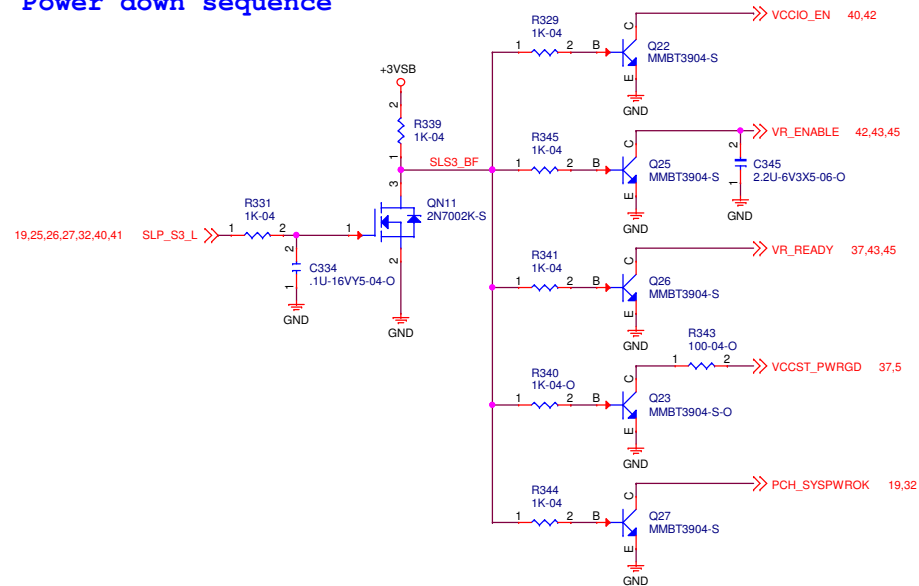 Power down sequence
R329
1K-04
1
2
B
C
E
Q22
MMBT3904-S
GND
VCCIO_EN 40,42
+3VSB
2
R339
1K-04
1
SLS3_BF
R345
1K-04
1
2
B
C
E
Q25
MMBT3904-S
GND
VR_ENABLE 42,43,45
2
C345
2.2U-6V3X5-06-O
1
GND
19,25,26,27,32,40,41 SLP_S3_L
R331
1K-04
1
2
2
C334
.1U-16VY5-04-O
1
GND
3
1
QN11
2N7002K-S
2
GND
R341
1K-04
1
2
B
C
E
Q26
MMBT3904-S
GND
VR_READY 37,43,45
R340
1K-04-O
1
2
B
C
E
Q23
MMBT3904-S-O
GND
R343
100-04-O
1
2
VCCST_PWRGD 37,5
R344
1K-04
1
2
B
C
E
Q27
MMBT3904-S
GND
PCH_SYSPWROK 19,32